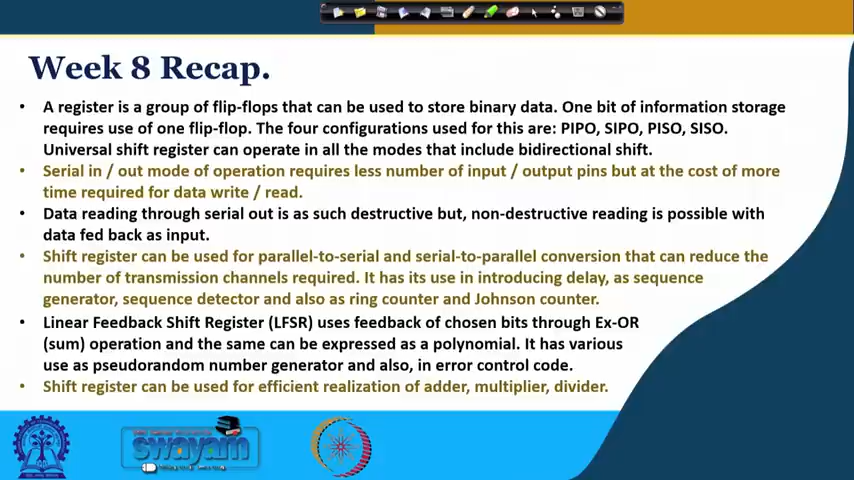 Week 8 Recap.
• A register is a group of flip-flops that can be used to store binary data. One bit of information storage
requires use of one flip-flop. The four configurations used for this are: PIPO, SIPO, PISO, SISO.
Universal shift register can operate in all the modes that include bidirectional shift.
• Serial in / out mode of operation requires less number of input / output pins but at the cost of more
time required for data write / read.
• Data reading through serial out is as such destructive but, non-destructive reading is possible with
data fed back as input.
• Shift register can be used for parallel-to-serial and serial-to-parallel conversion that can reduce the
number of transmission channels required. It has its use in introducing delay, as sequence
generator, sequence detector and also as ring counter and Johnson counter.
• Linear Feedback Shift Register (LFSR) uses feedback of chosen bits through Ex-OR
(sum) operation and the same can be expressed as a polynomial. It has various
use as pseudorandom number generator and also, in error control code.
• Shift register can be used for efficient realization of adder, multiplier, divider.
swayam